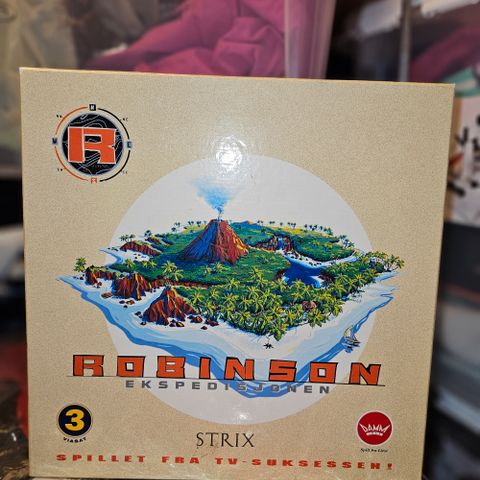 N
R
ROBINSON
EKSPEDISJONEN
3
VIASAT
STRIX
DAMM
SPILLET FRA TV-SUKSESSEN!